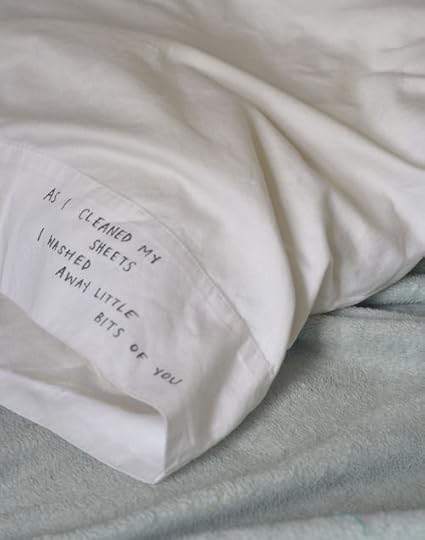 AS I CLEANED MY
SHEETS
I WASHED
AWAY LITTLE
BITS OF YOU